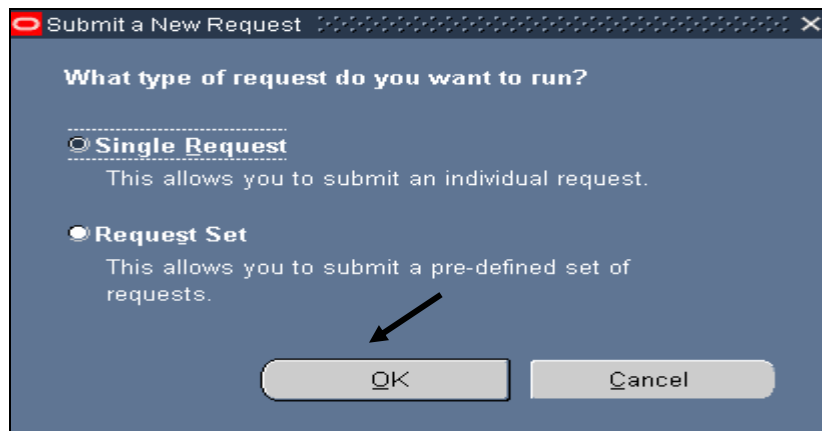 Submit a New Request
What type of request do you want to run?
Single Request
This allows you to submit an individual request.
Request Set
This allows you to submit a pre-defined set of
requests.
OK Cancel